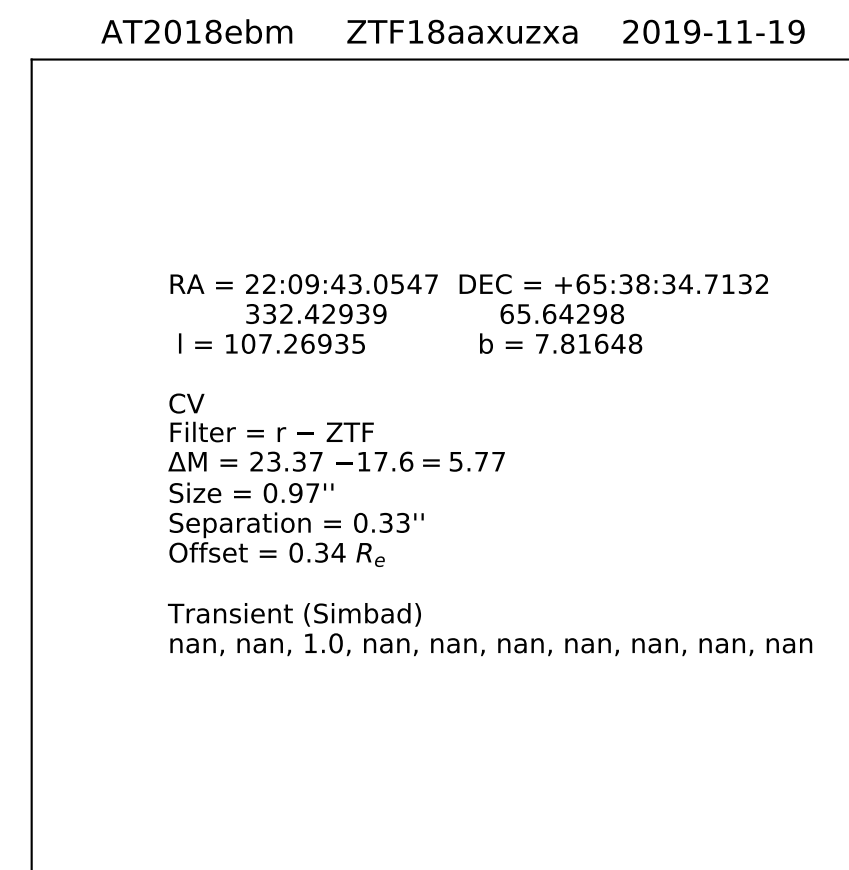 AT2018ebm ZTF18aaxuzxa 2019-11-19
RA = 22:09:43.0547 DEC = +65:38:34.7132
332.42939 65.64298
l = 107.26935 b = 7.81648
CV
Filter = r − ZTF
ΔM = 23.37 −17.6 = 5.77
Size = 0.97''
Separation = 0.33''
Offset = 0.34 Re
Transient (Simbad)
nan, nan, 1.0, nan, nan, nan, nan, nan, nan, nan